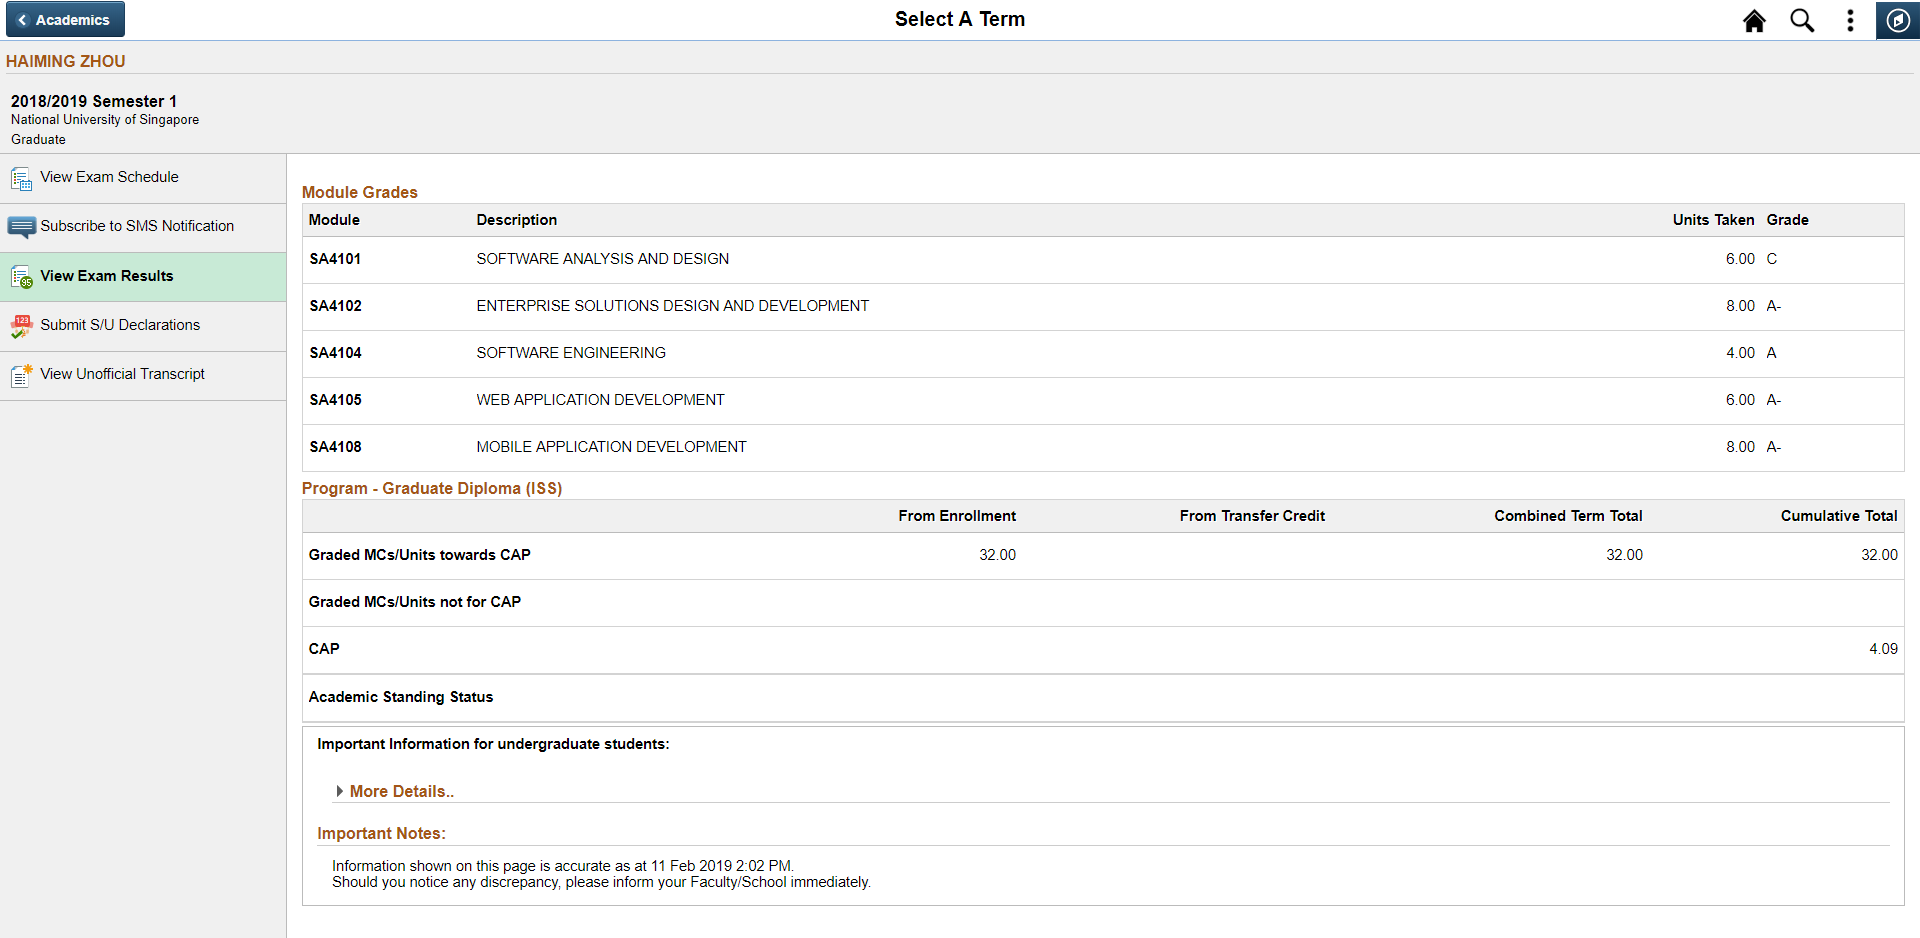 Academics
Select A Term
HAIMING ZHOU
2018/2019 Semester 1
National University of Singapore
Graduate
View Exam Schedule
Subscribe to SMS Notification
View Exam Results
Submit S/U Declarations
View Unofficial Transcript
Module Grades
Module Description Units Taken Grade
SA4101 SOFTWARE ANALYSIS AND DESIGN 6.00 C
SA4102 ENTERPRISE SOLUTIONS DESIGN AND DEVELOPMENT 8.00 A-
SA4104 SOFTWARE ENGINEERING 4.00 A
SA4105 WEB APPLICATION DEVELOPMENT 6.00 A-
SA4108 MOBILE APPLICATION DEVELOPMENT 8.00 A-
Program - Graduate Diploma (ISS)
From Enrollment From Transfer Credit Combined Term Total Cumulative Total
Graded MCs/Units towards CAP 32.00 32.00 32.00
Graded MCs/Units not for CAP
CAP 4.09
Academic Standing Status
Important Information for undergraduate students:
More Details..
Important Notes:
Information shown on this page is accurate as at 11 Feb 2019 2:02 PM.
Should you notice any discrepancy, please inform your Faculty/School immediately.